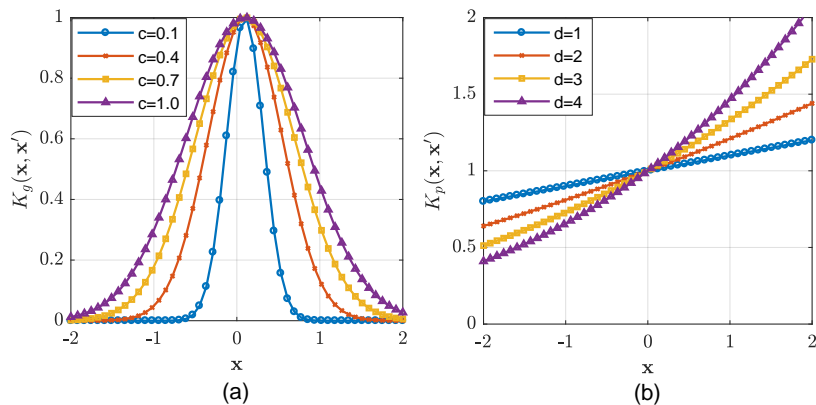 1
0.8
0.6
0.4
0.2
0
-2
-1
0
1
2
K_g(x, x′)
x
c=0.1
c=0.4
c=0.7
c=1.0
(a)
2
1.5
1
0.5
0
-2
-1
0
1
2
K_p(x, x′)
x
d=1
d=2
d=3
d=4
(b)